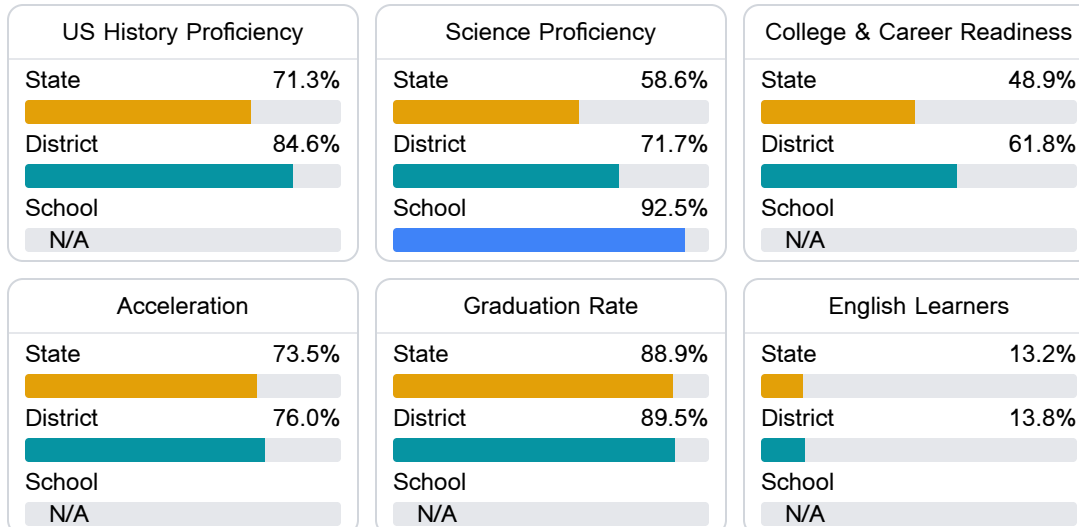 US History Proficiency
State 71.3%
District 84.6%
School
N/A
Science Proficiency
State 58.6%
District 71.7%
School 92.5%
College & Career Readiness
State 48.9%
District 61.8%
School
N/A
Acceleration
State 73.5%
District 76.0%
School
N/A
Graduation Rate
State 88.9%
District 89.5%
School
N/A
English Learners
State 13.2%
District 13.8%
School
N/A